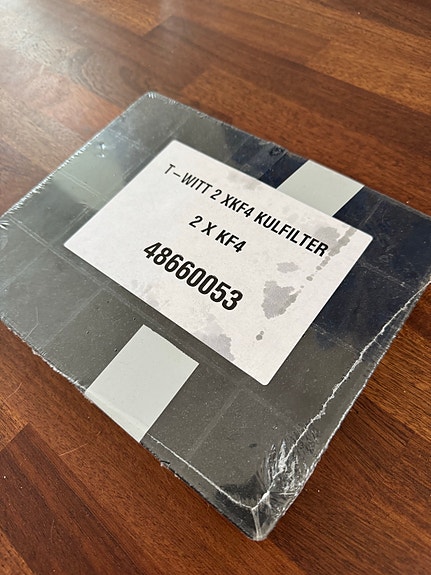 T-WITT 2 XKF4 KULFILTER
2 X KF4
48660053